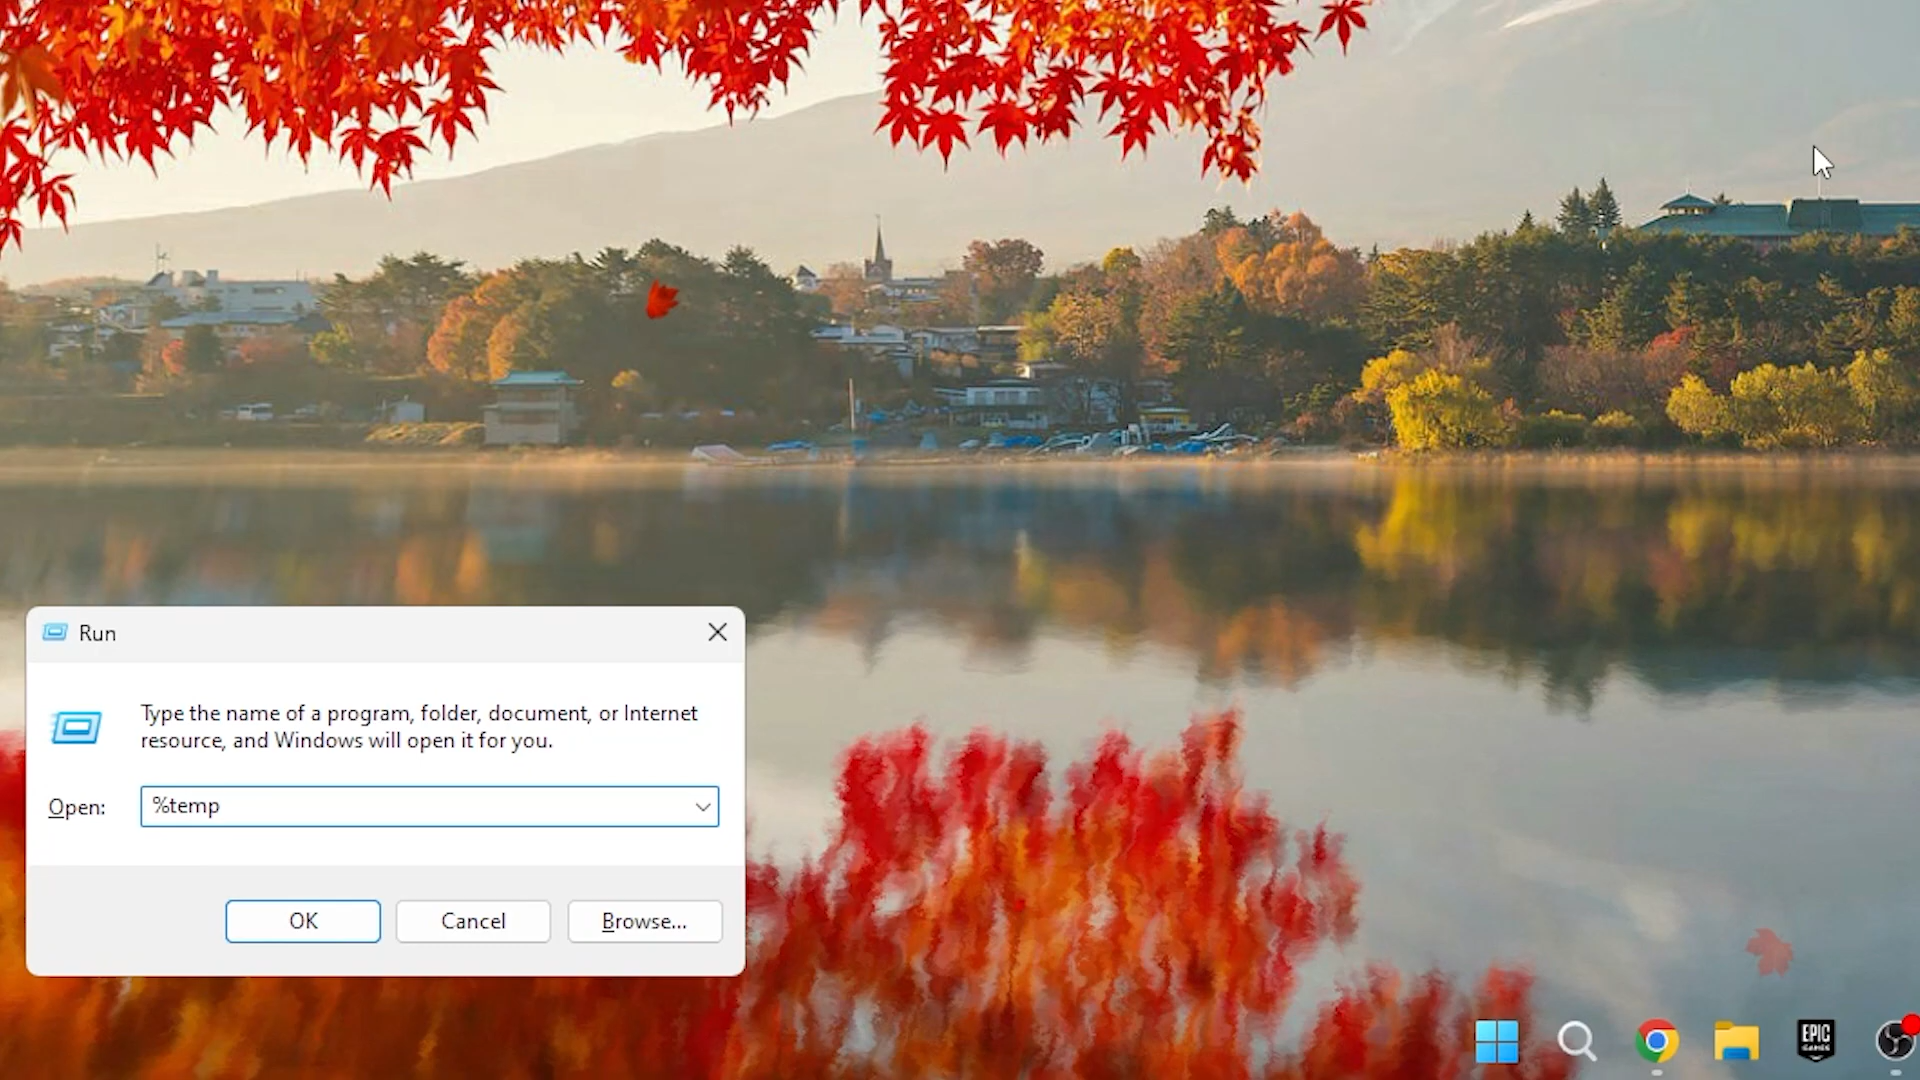 Run
Type the name of a program, folder, document, or Internet
resource, and Windows will open it for you.
Open:
%temp
OK
Cancel
Browse...
EPIC
GAMES